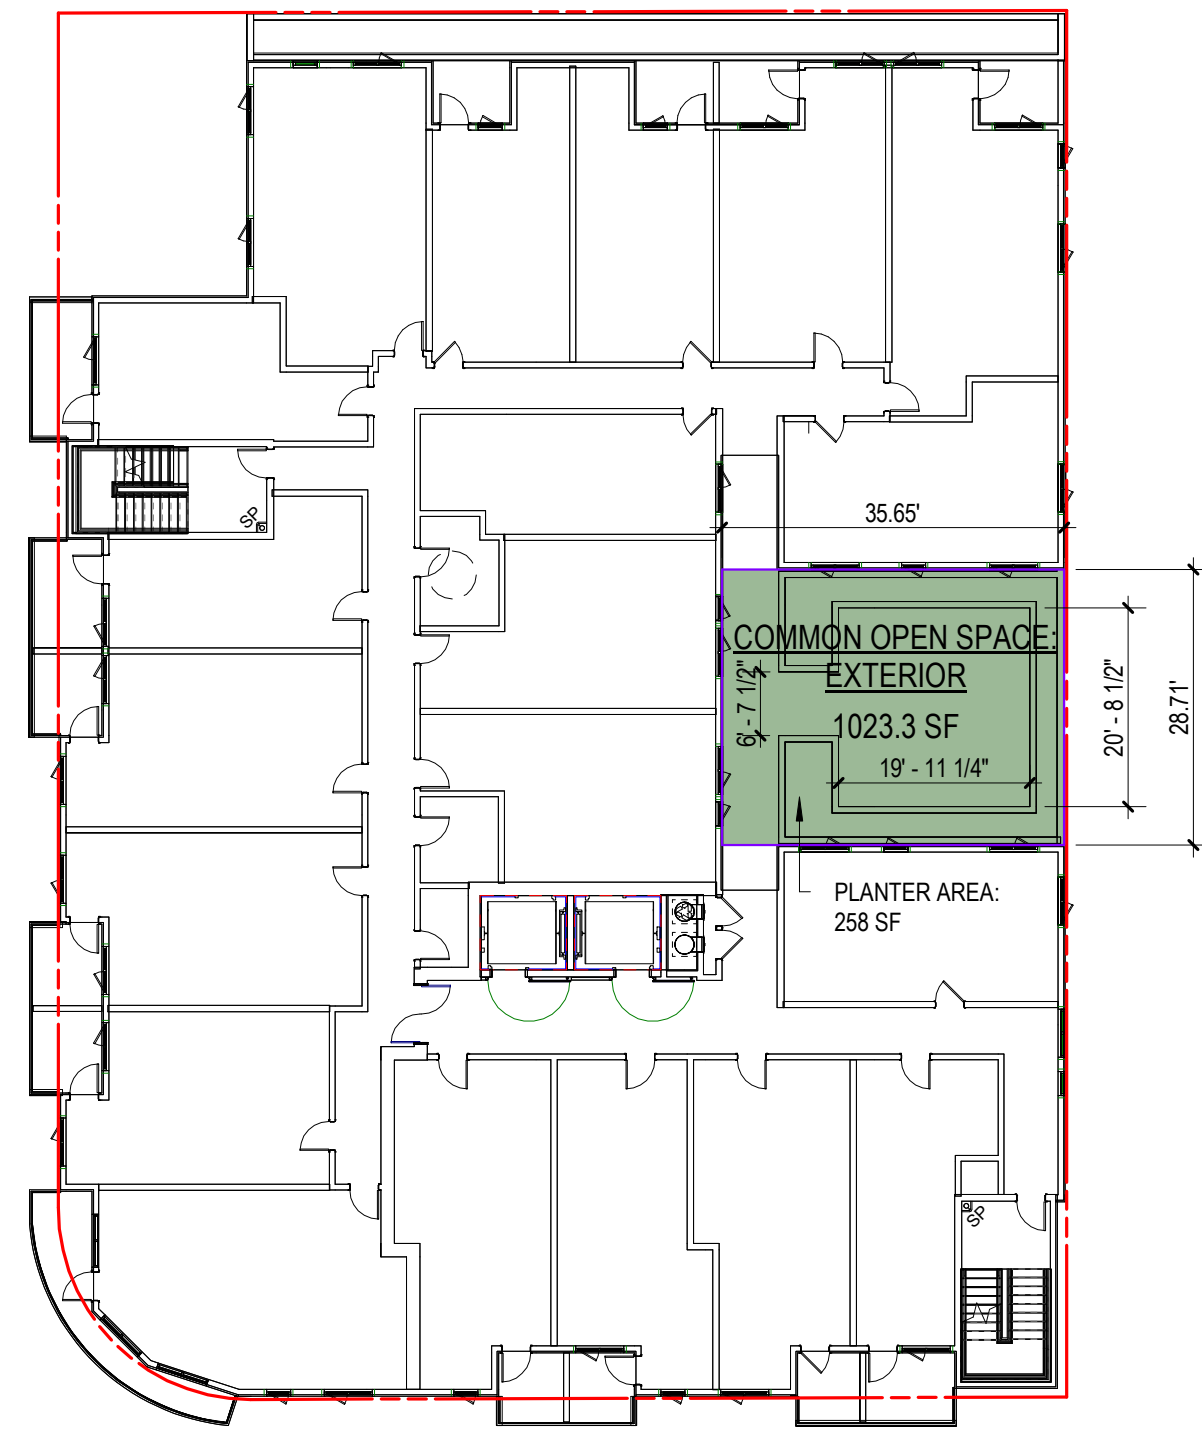 SP
35.65'
COMMON OPEN SPACE:
EXTERIOR
1023.3 SF
6' - 7 1/2"
19' - 11 1/4"
20' - 8 1/2"
28.71'
PLANTER AREA:
258 SF
SP